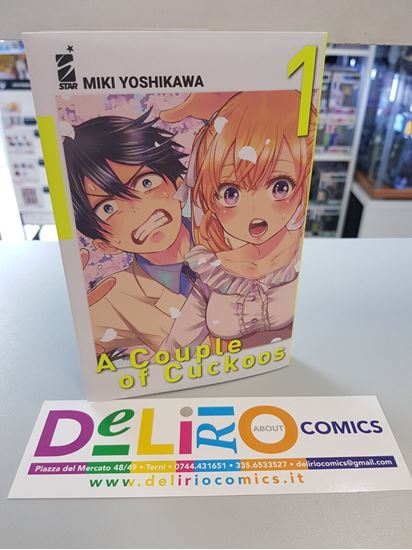 STAR
MIKI YOSHIKAWA
1
A Couple
of Cuckoos
DeLiRiO ABOUT COMICS
Piazza del Mercato 48/49 • Terni • 0744.431651 • 335.6533527 • deliriocomics@gmail.com
www.deliriocomics.it